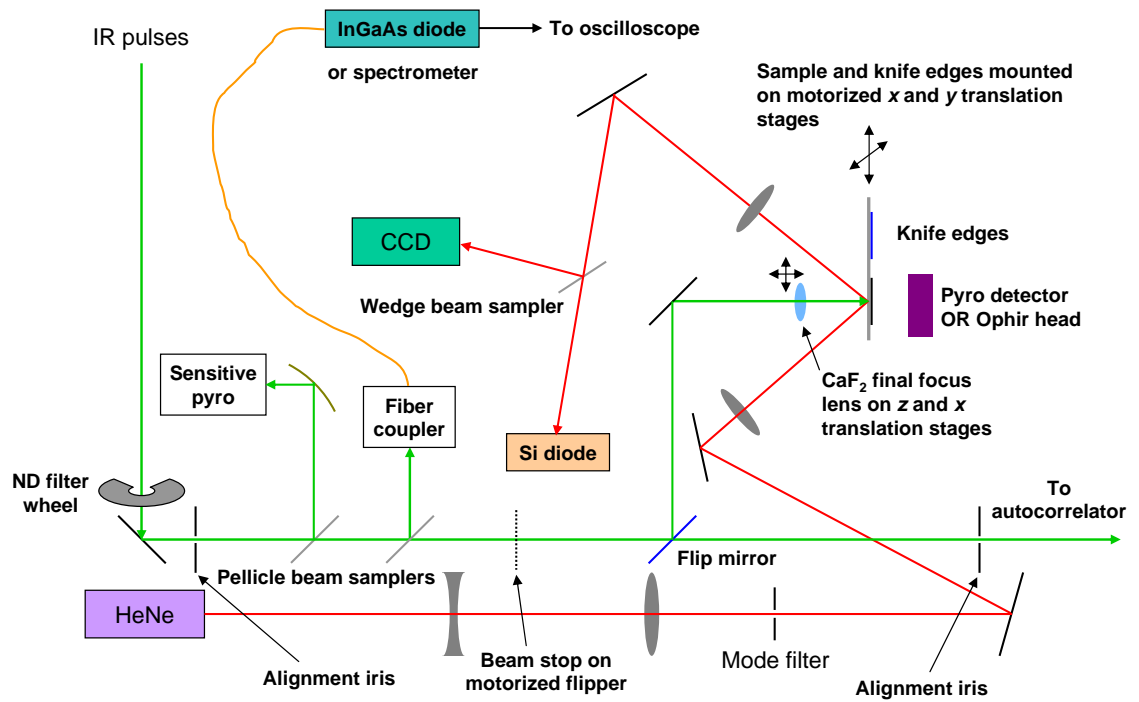 IR pulses
InGaAs diode
To oscilloscope
or spectrometer
Sample and knife edges mounted
on motorized x and y translation
stages
CCD
Knife edges
Wedge beam sampler
Pyro detector
OR Ophir head
Sensitive
pyro
Fiber
coupler
CaF2 final focus
lens on z and x
translation stages
Si diode
ND filter
wheel
To
autocorrelator
Flip mirror
Pellicle beam samplers
HeNe
Mode filter
Beam stop on
motorized flipper
Alignment iris
Alignment iris